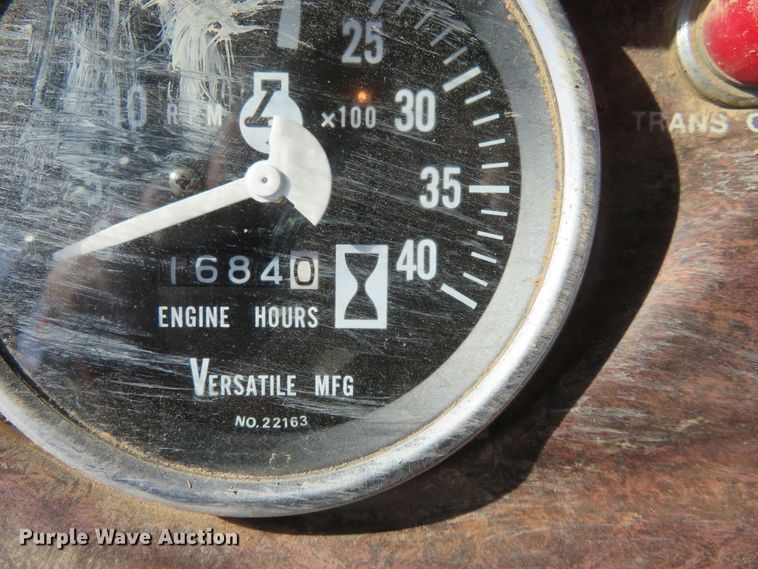 25
10 RPM ×100 30
TRANS
35
16840 40
ENGINE HOURS
VERSATILE MFG
NO. 22163
Purple Wave Auction